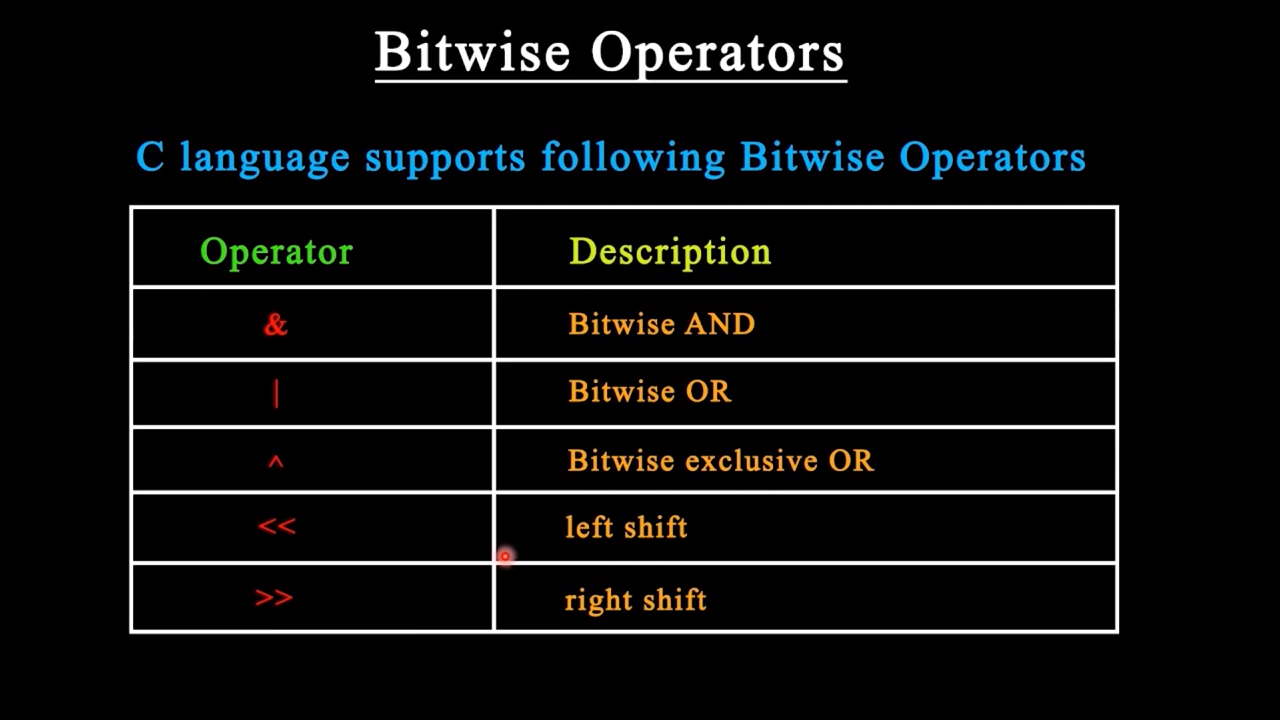 Bitwise Operators
C language supports following Bitwise Operators
Operator Description
& Bitwise AND
| Bitwise OR
^ Bitwise exclusive OR
<< left shift
>> right shift